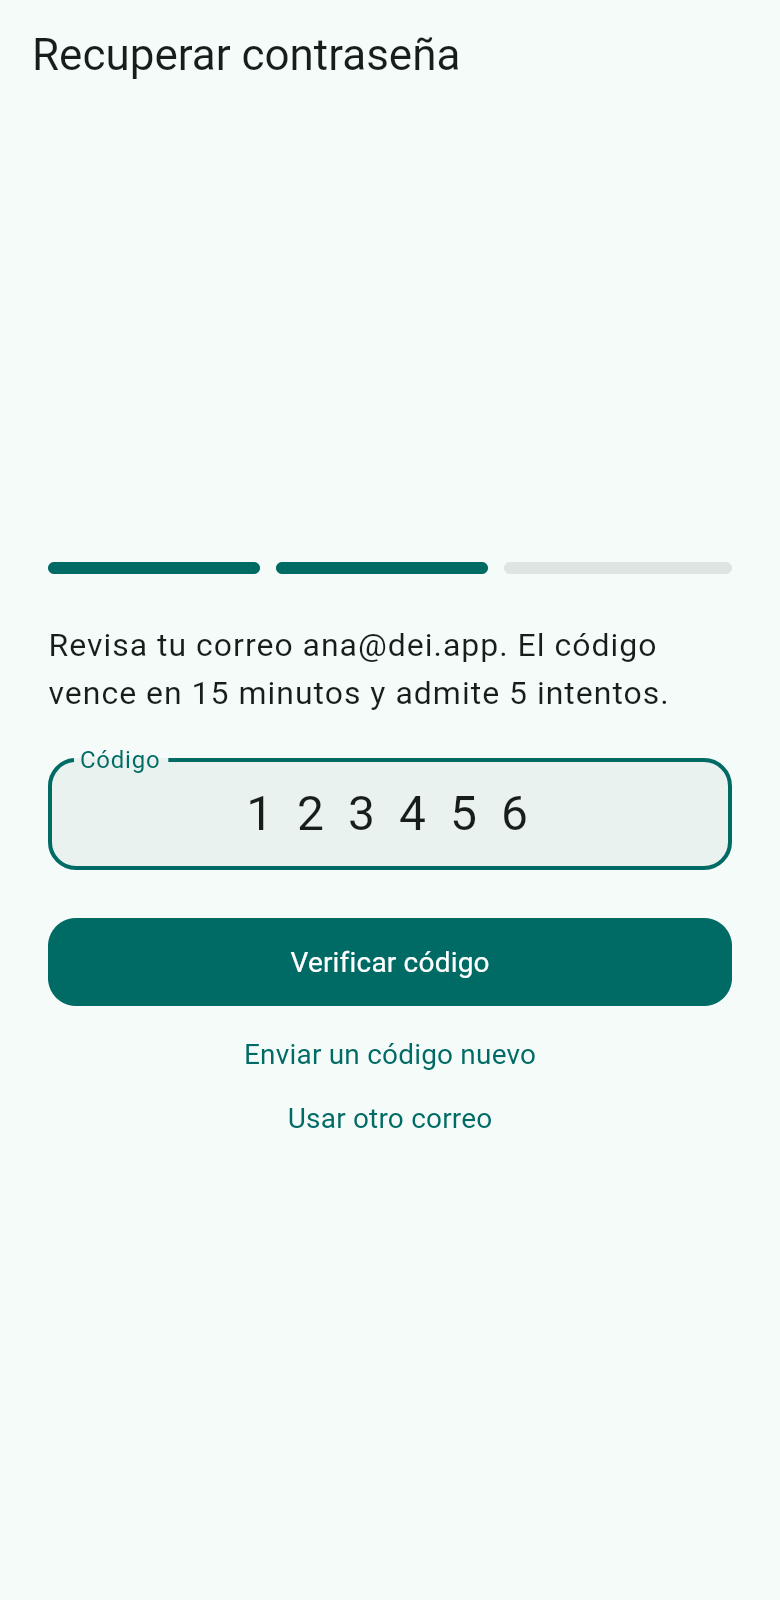 Recuperar contraseña
Revisa tu correo ana@dei.app. El código
vence en 15 minutos y admite 5 intentos.
Código
1 2 3 4 5 6
Verificar código
Enviar un código nuevo
Usar otro correo